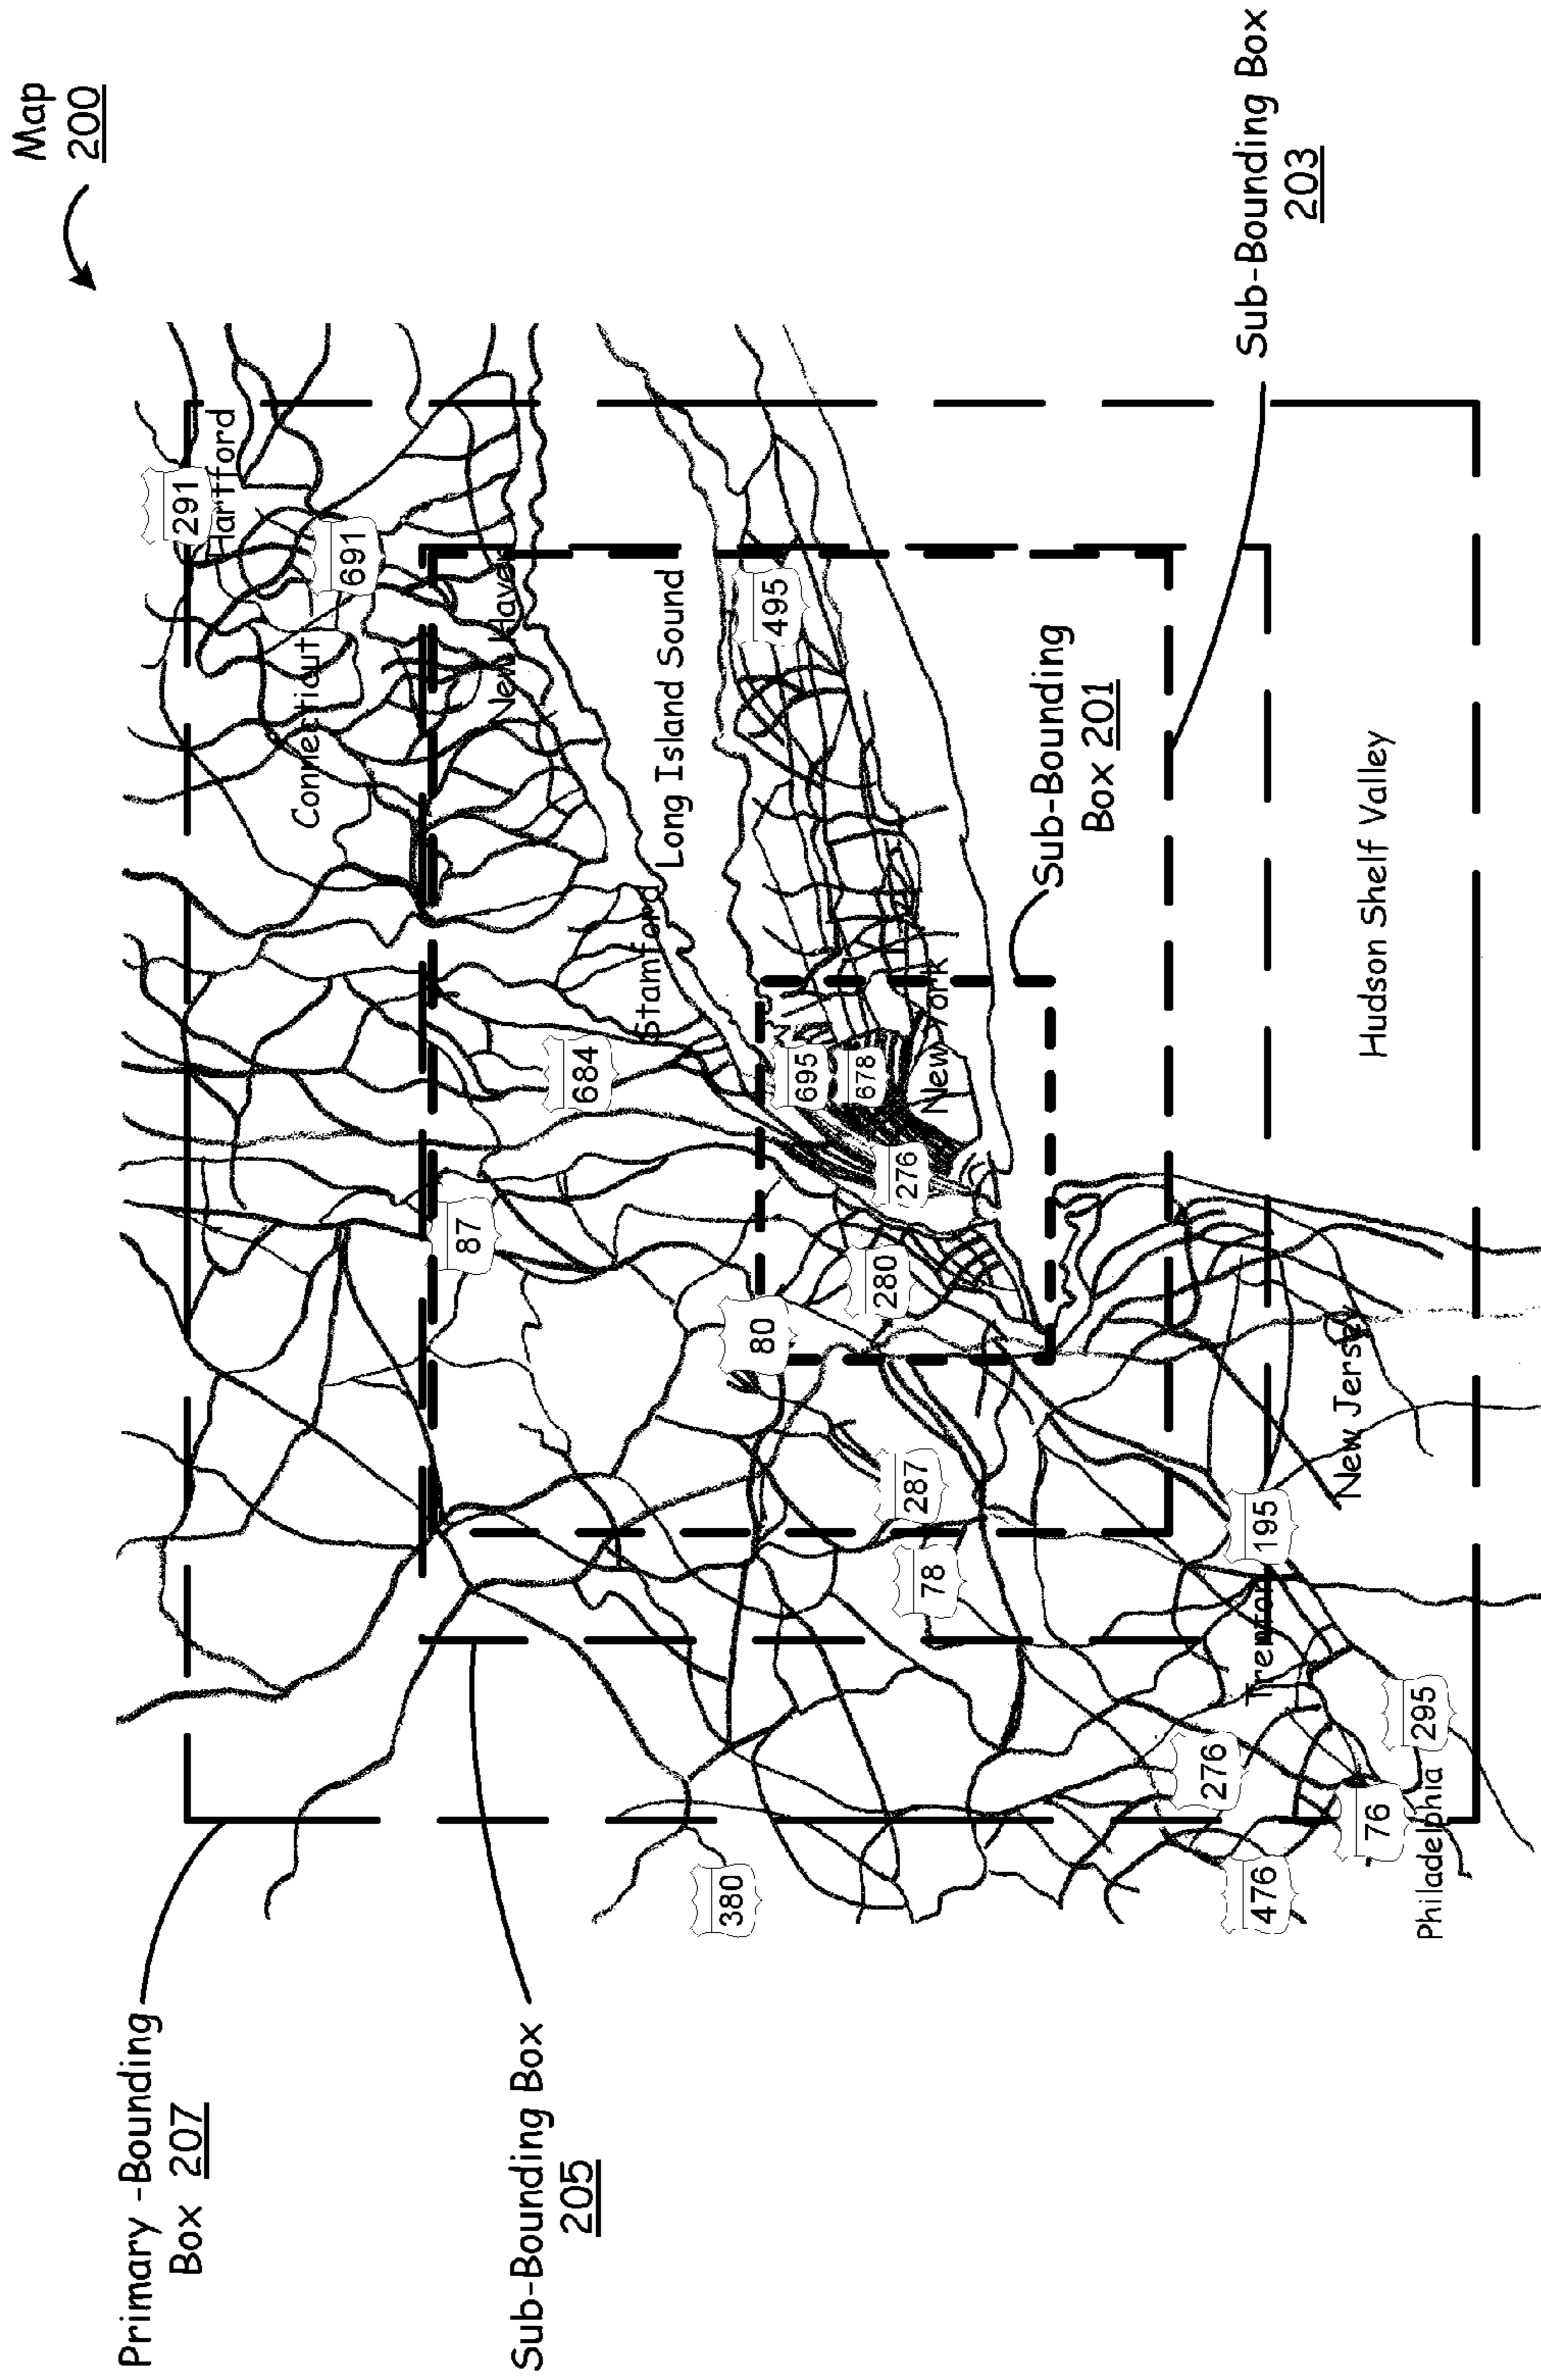 Map
200
Primary -Bounding
Box 207
Sub-Bounding Box
205
Sub-Bounding Box
203
Sub-Bounding
Box 201
291
Hartford
691
Connecticut
New Haven
Long Island Sound
495
Stamford
684
87
695
678
New York
276
280
80
287
78
195
Trenton
New Jersey
Hudson Shelf Valley
380
276
476
76
295
Philadelphia